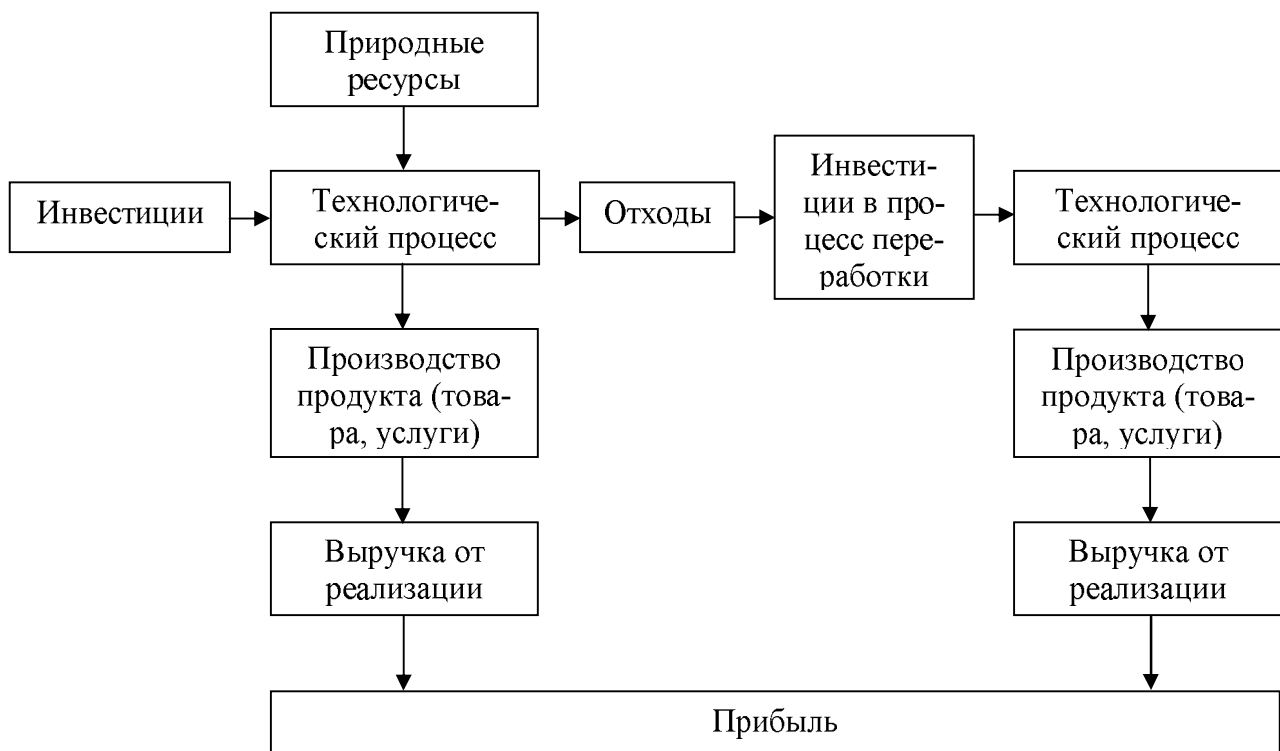 Природные
ресурсы
Инвестиции
Технологиче-
ский процесс
Отходы
Инвести-
ции в про-
цесс пере-
работки
Технологиче-
ский процесс
Производство
продукта (това-
ра, услуги)
Производство
продукта (това-
ра, услуги)
Выручка от
реализации
Выручка от
реализации
Прибыль